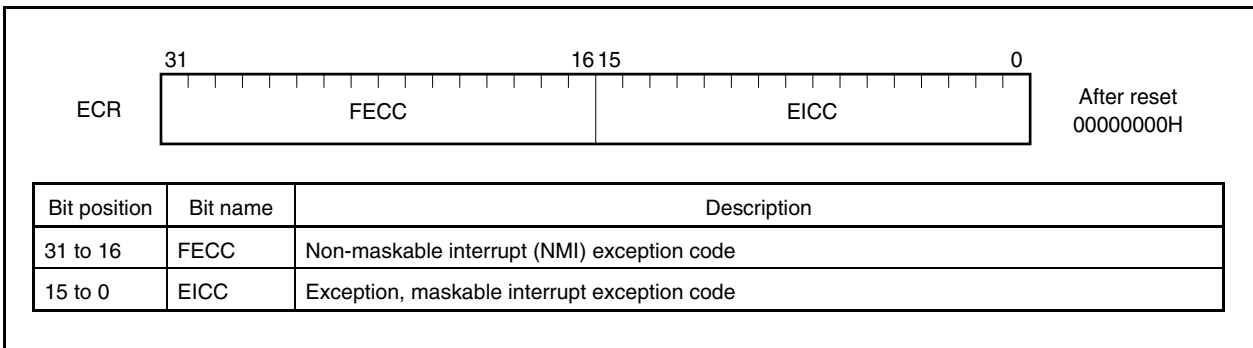 31 16 15 0
ECR FECC EICC After reset
00000000H
Bit position Bit name Description
31 to 16 FECC Non-maskable interrupt (NMI) exception code
15 to 0 EICC Exception, maskable interrupt exception code